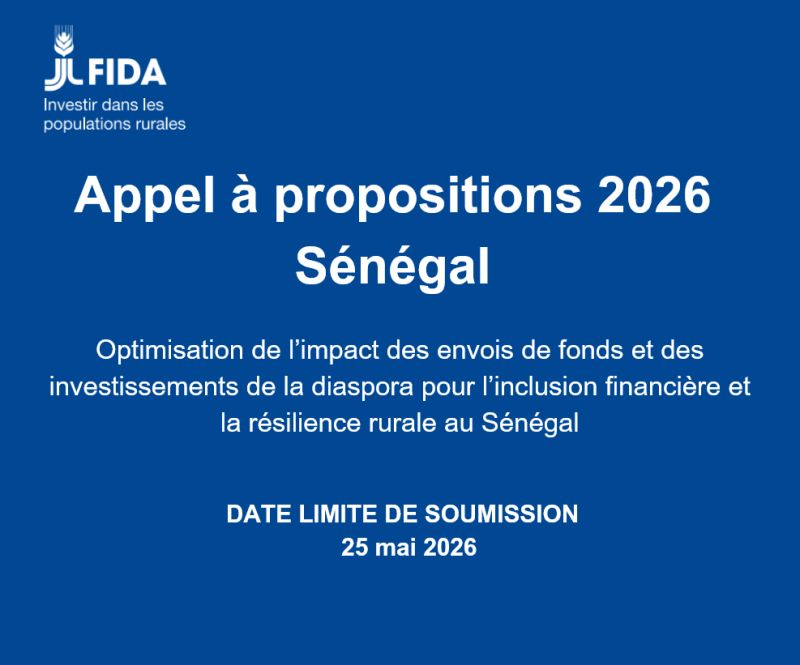 FIDA
Investir dans les
populations rurales
Appel à propositions 2026
Sénégal
Optimisation de l’impact des envois de fonds et des
investissements de la diaspora pour l’inclusion financière et
la résilience rurale au Sénégal
DATE LIMITE DE SOUMISSION
25 mai 2026